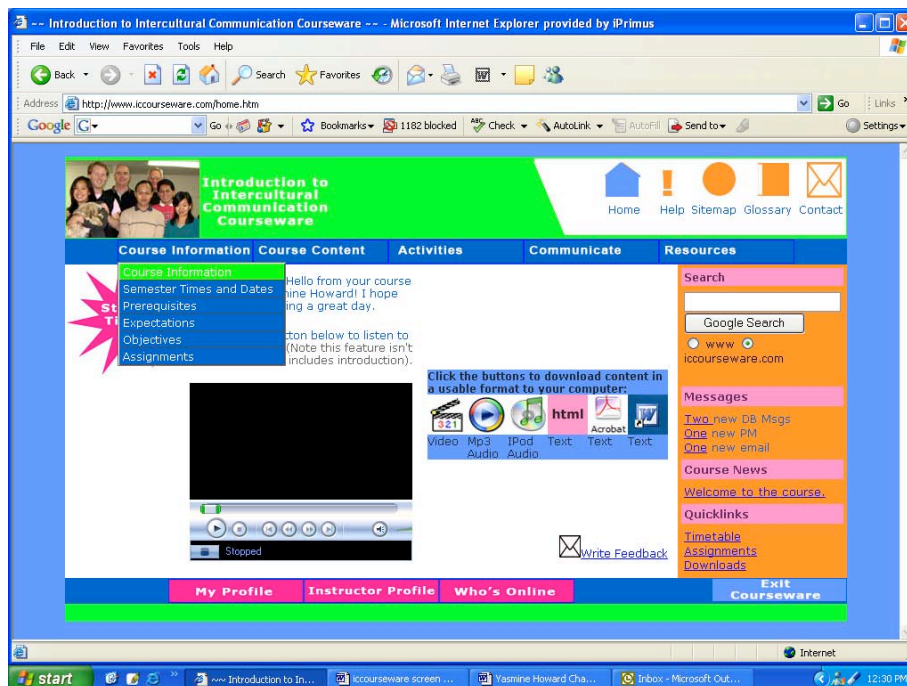 ~~ Introduction to Intercultural Communication Courseware ~~ - Microsoft Internet Explorer provided by iPrimus
File Edit View Favorites Tools Help
Back Search Favorites
Address http://www.iccourseware.com/home.htm Go Links
Google G Go Bookmarks 1182 blocked ABC Check AutoLink AutoFill Send to Settings
Introduction to
Intercultural
Communication
Courseware
Home Help Sitemap Glossary Contact
Course Information Course Content Activities Communicate Resources
Course Information
Semester Times and Dates
Prerequisites
Expectations
Objectives
Assignments
St
Ti
Hello from your course
ine Howard! I hope
ing a great day.
tton below to listen to
(Note this feature isn't
includes introduction).
Click the buttons to download content in
a usable format to your computer:
321 html Acrobat W
Video Mp3 IPod Text Text Text
Audio Audio
Stopped
Write Feedback
Search
Google Search
www
iccourseware.com
Messages
Two new DB Msgs
One new PM
One new email
Course News
Welcome to the course.
Quicklinks
Timetable
Assignments
Downloads
My Profile Instructor Profile Who's Online Exit
Courseware
Internet
start ~~ Introduction to In... iccourseware screen ... Yasmine Howard Cha... Inbox - Microsoft Out... 12:30 PM